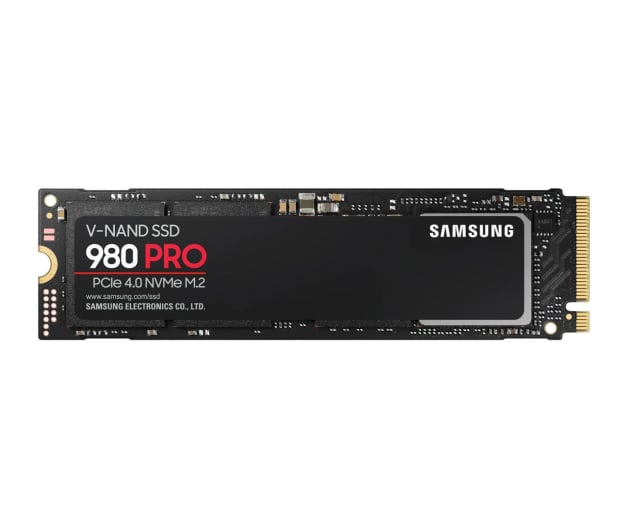 V-NAND SSD
980 PRO
PCIe 4.0 NVMe M.2
www.samsung.com/ssd
SAMSUNG ELECTRONICS CO., LTD.
SAMSUNG